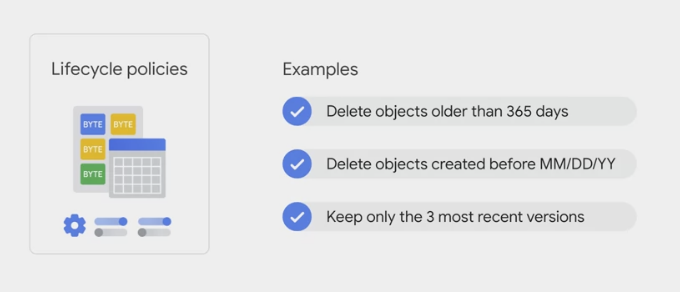 Lifecycle policies
BYTE BYTE
BYTE
BYTE
Examples
Delete objects older than 365 days
Delete objects created before MM/DD/YY
Keep only the 3 most recent versions